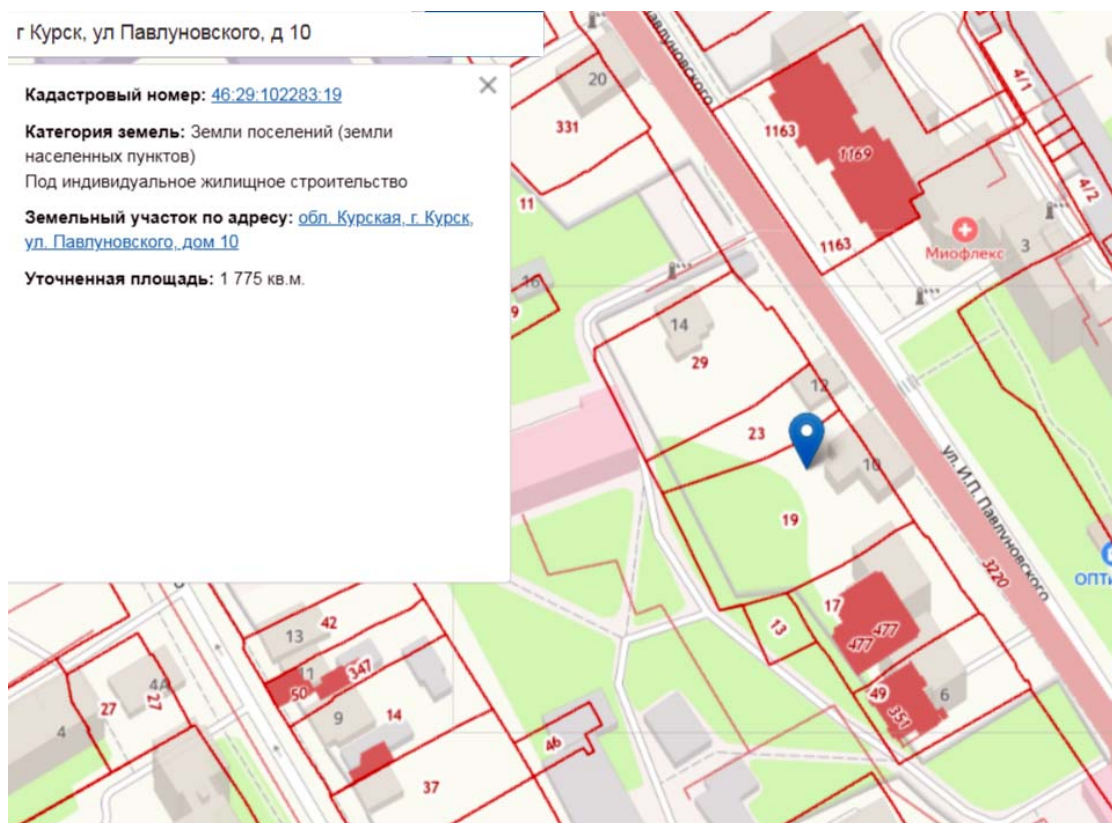 г Курск, ул Павлуновского, д 10
Кадастровый номер: 46:29:102283:19
Категория земель: Земли поселений (земли
населенных пунктов)
Под индивидуальное жилищное строительство
Земельный участок по адресу: обл. Курская, г. Курск,
ул. Павлуновского, дом 10
Уточненная площадь: 1 775 кв.м.
Павлуновского
20
331
1163
1169
4/1
4/2
11
1163
Миофлекс
3
16
9
14
29
12
23
10
19
ул. И.П. Павлуновского
3220
ОПТИ
17
477
477
13
49
351
6
13
42
11
347
50
4А
27
27
4
9
14
46
37